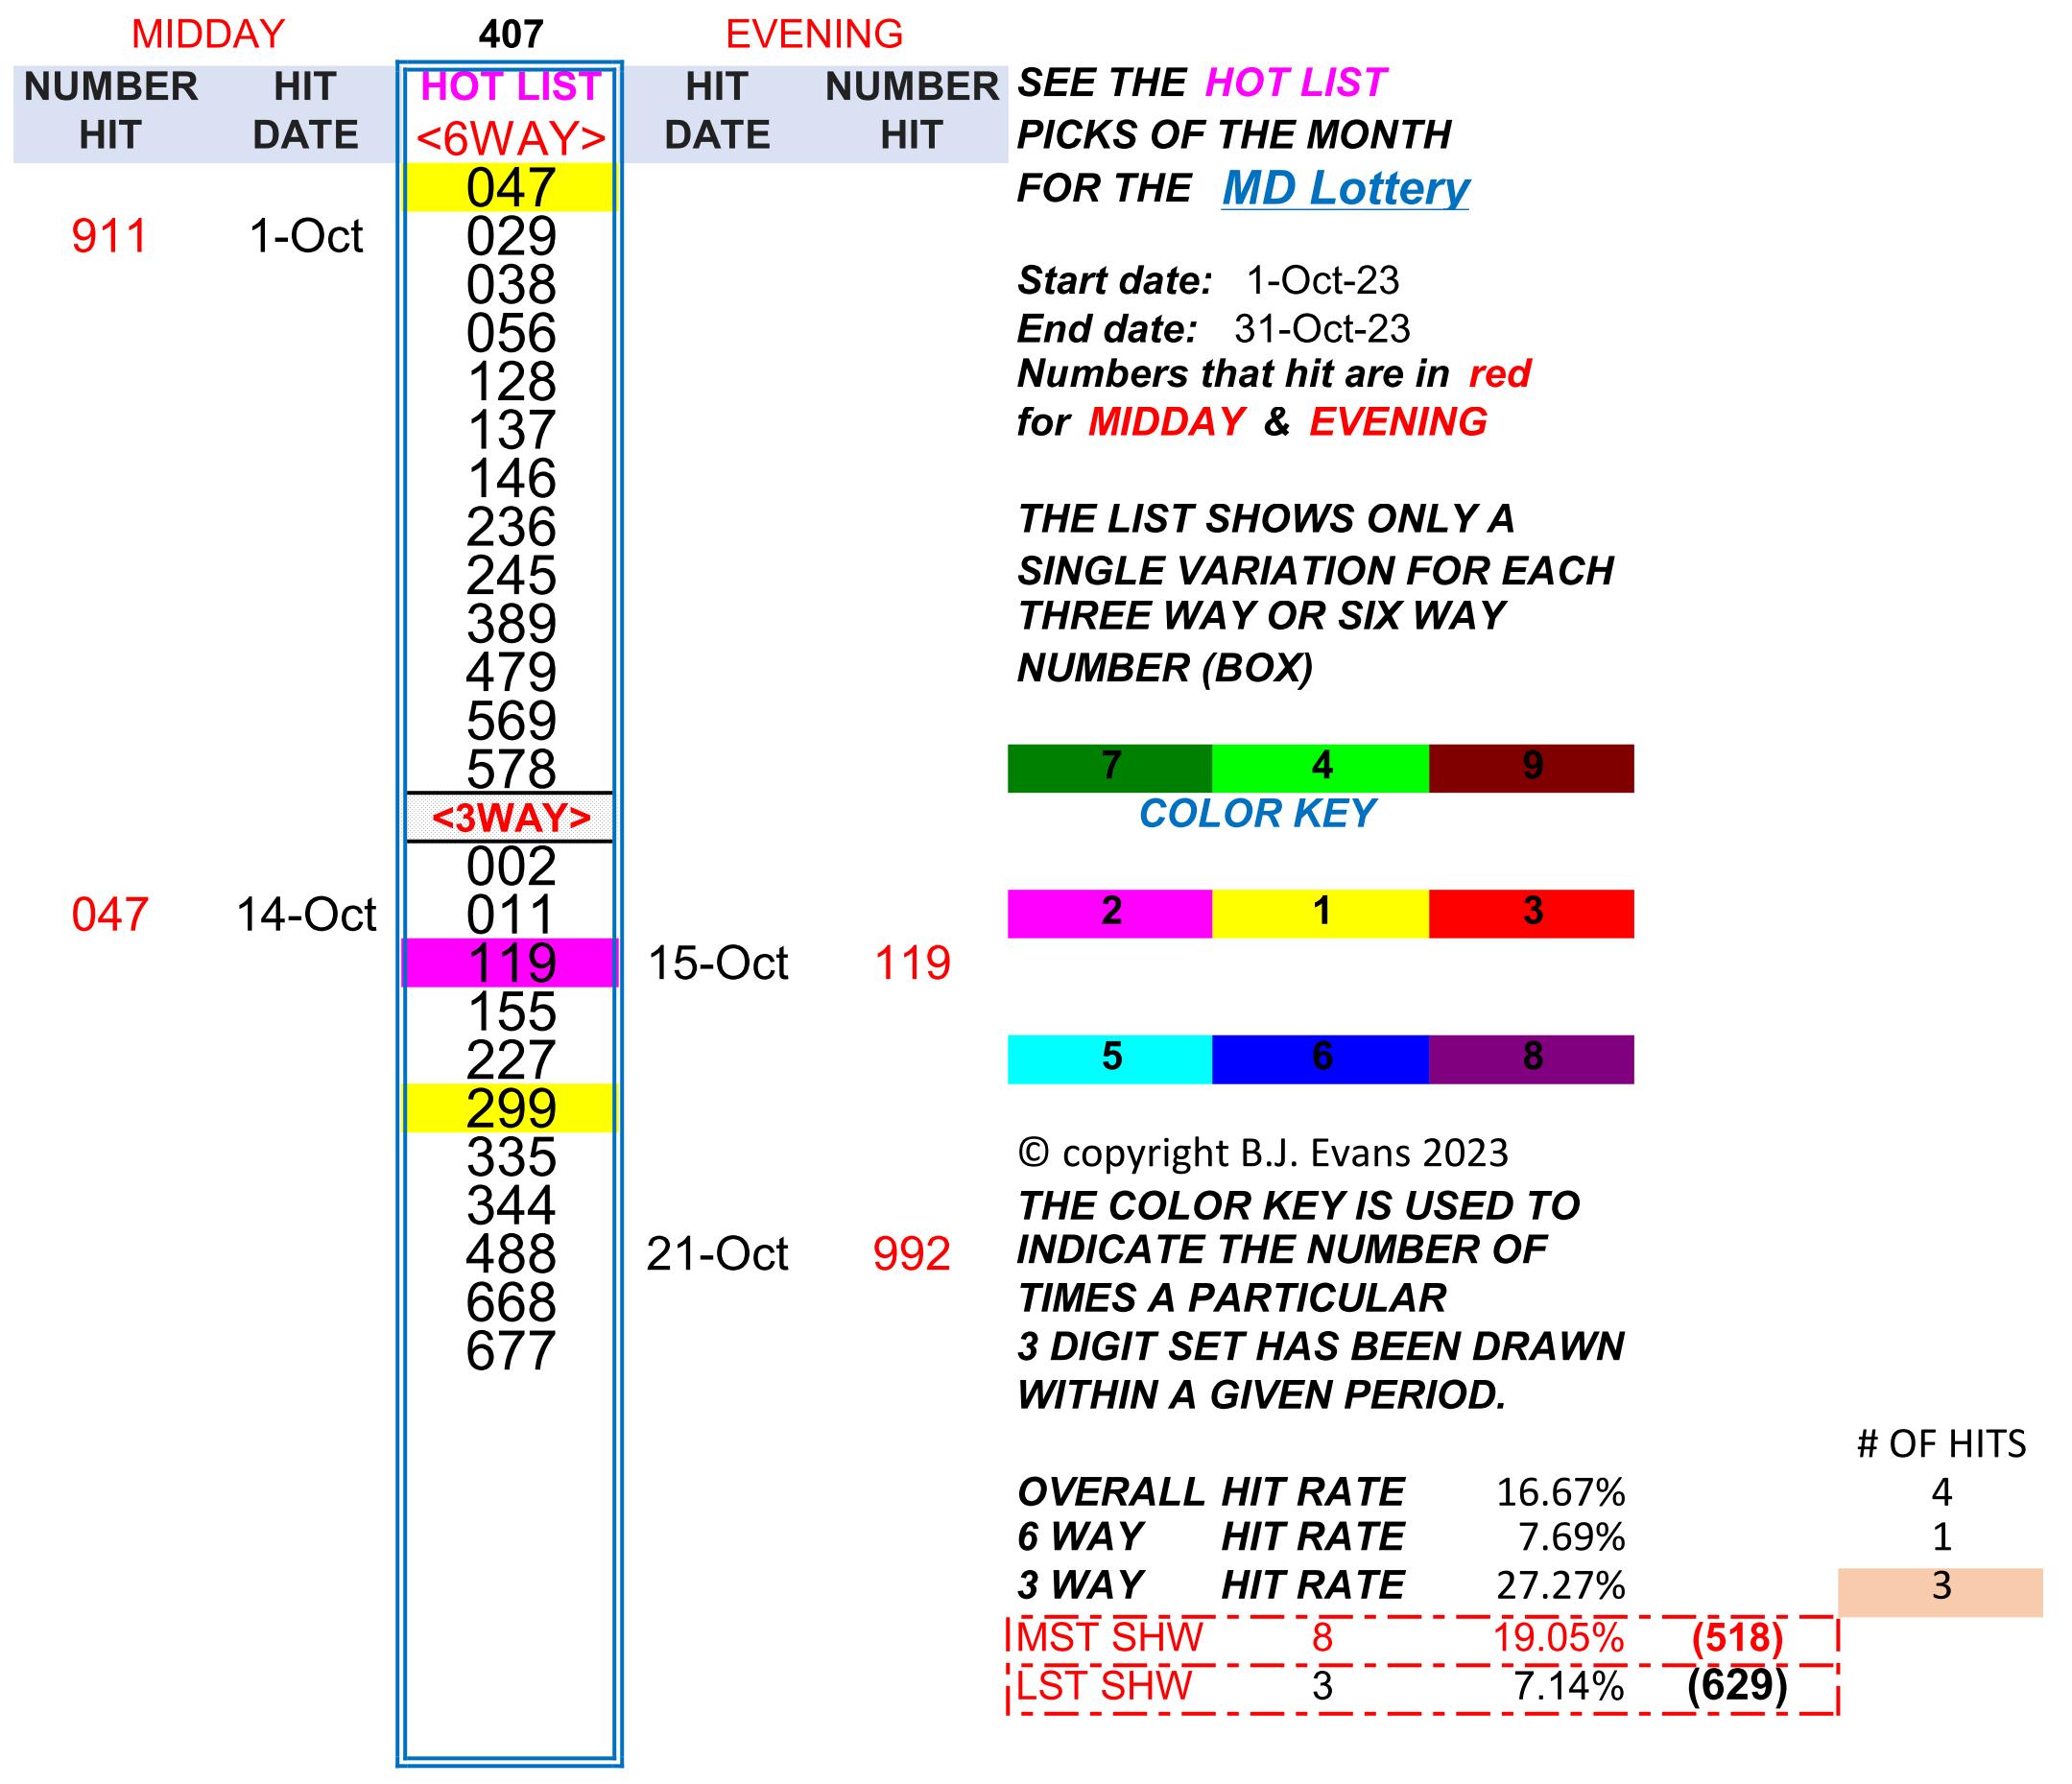 MIDDAY 407 EVENING
NUMBER HIT HOT LIST HIT NUMBER SEE THE HOT LIST
HIT DATE <6WAY> DATE HIT PICKS OF THE MONTH
047 FOR THE MD Lottery
911 1-Oct 029
038 Start date: 1-Oct-23
056 End date: 31-Oct-23
128 Numbers that hit are in red
137 for MIDDAY & EVENING
146
236 THE LIST SHOWS ONLY A
245 SINGLE VARIATION FOR EACH
389 THREE WAY OR SIX WAY
479 NUMBER (BOX)
569
578 7 4 9
<3WAY> COLOR KEY
002
047 14-Oct 011 2 1 3
119 15-Oct 119
155
227 5 6 8
299
335 © copyright B.J. Evans 2023
344 THE COLOR KEY IS USED TO
488 21-Oct 992 INDICATE THE NUMBER OF
668 TIMES A PARTICULAR
677 3 DIGIT SET HAS BEEN DRAWN
WITHIN A GIVEN PERIOD.
# OF HITS
OVERALL HIT RATE 16.67% 4
6 WAY HIT RATE 7.69% 1
3 WAY HIT RATE 27.27% 3
MST SHW 8 19.05% (518)
LST SHW 3 7.14% (629)